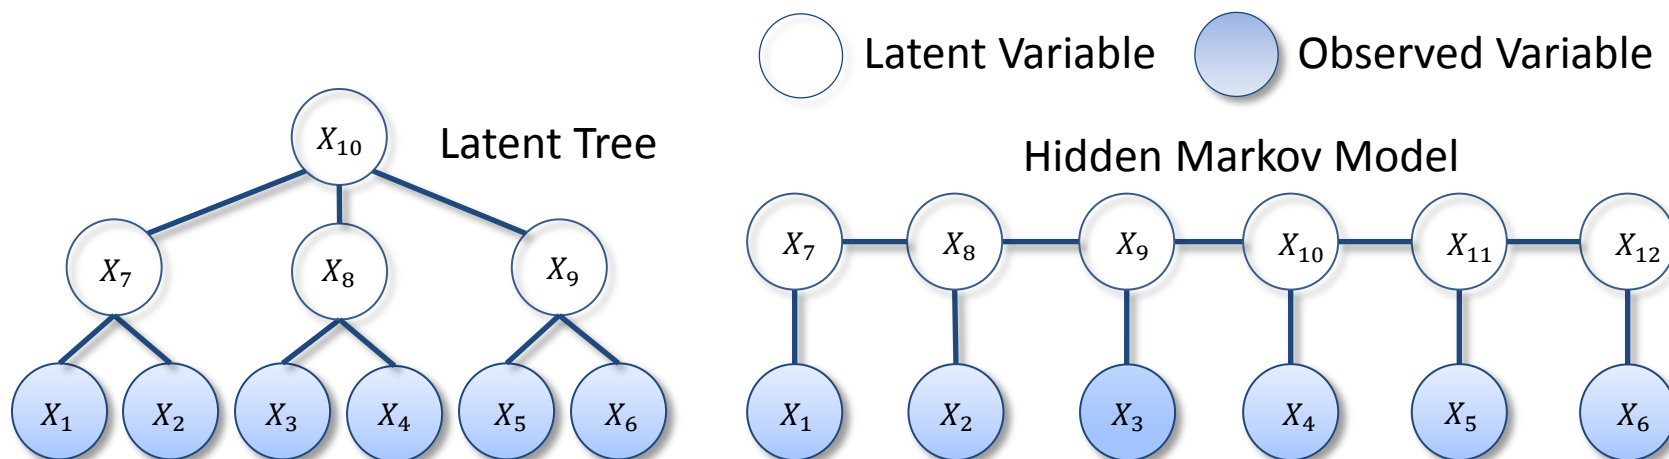 Latent Variable
Observed Variable
Latent Tree
Hidden Markov Model
X₁₀
X₇ X₈ X₉
X₁ X₂ X₃ X₄ X₅ X₆
X₇ X₈ X₉ X₁₀ X₁₁ X₁₂
X₁ X₂ X₃ X₄ X₅ X₆